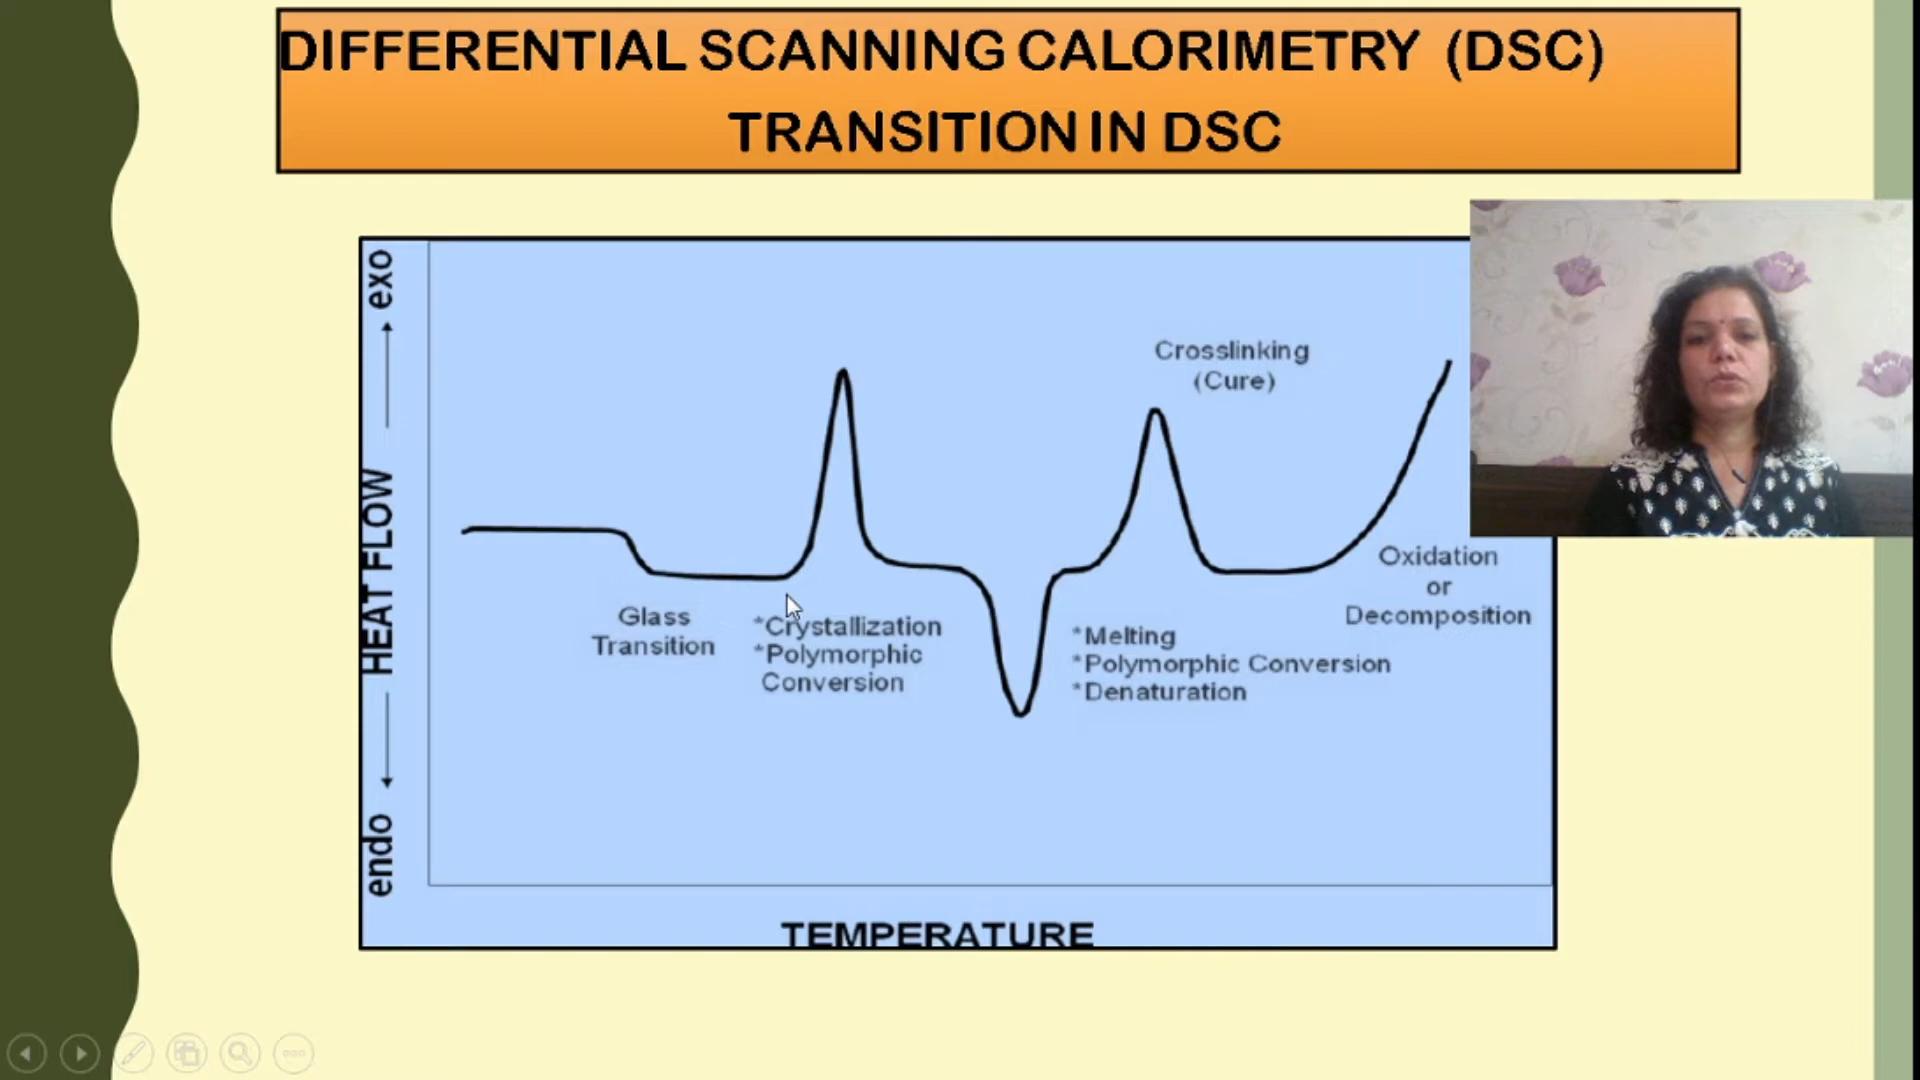 DIFFERENTIAL SCANNING CALORIMETRY (DSC)
TRANSITION IN DSC
exo
HEAT FLOW
endo
Crosslinking
(Cure)
Glass
Transition
*Crystallization
*Polymorphic
Conversion
*Melting
*Polymorphic Conversion
*Denaturation
Oxidation
or
Decomposition
TEMPERATURE